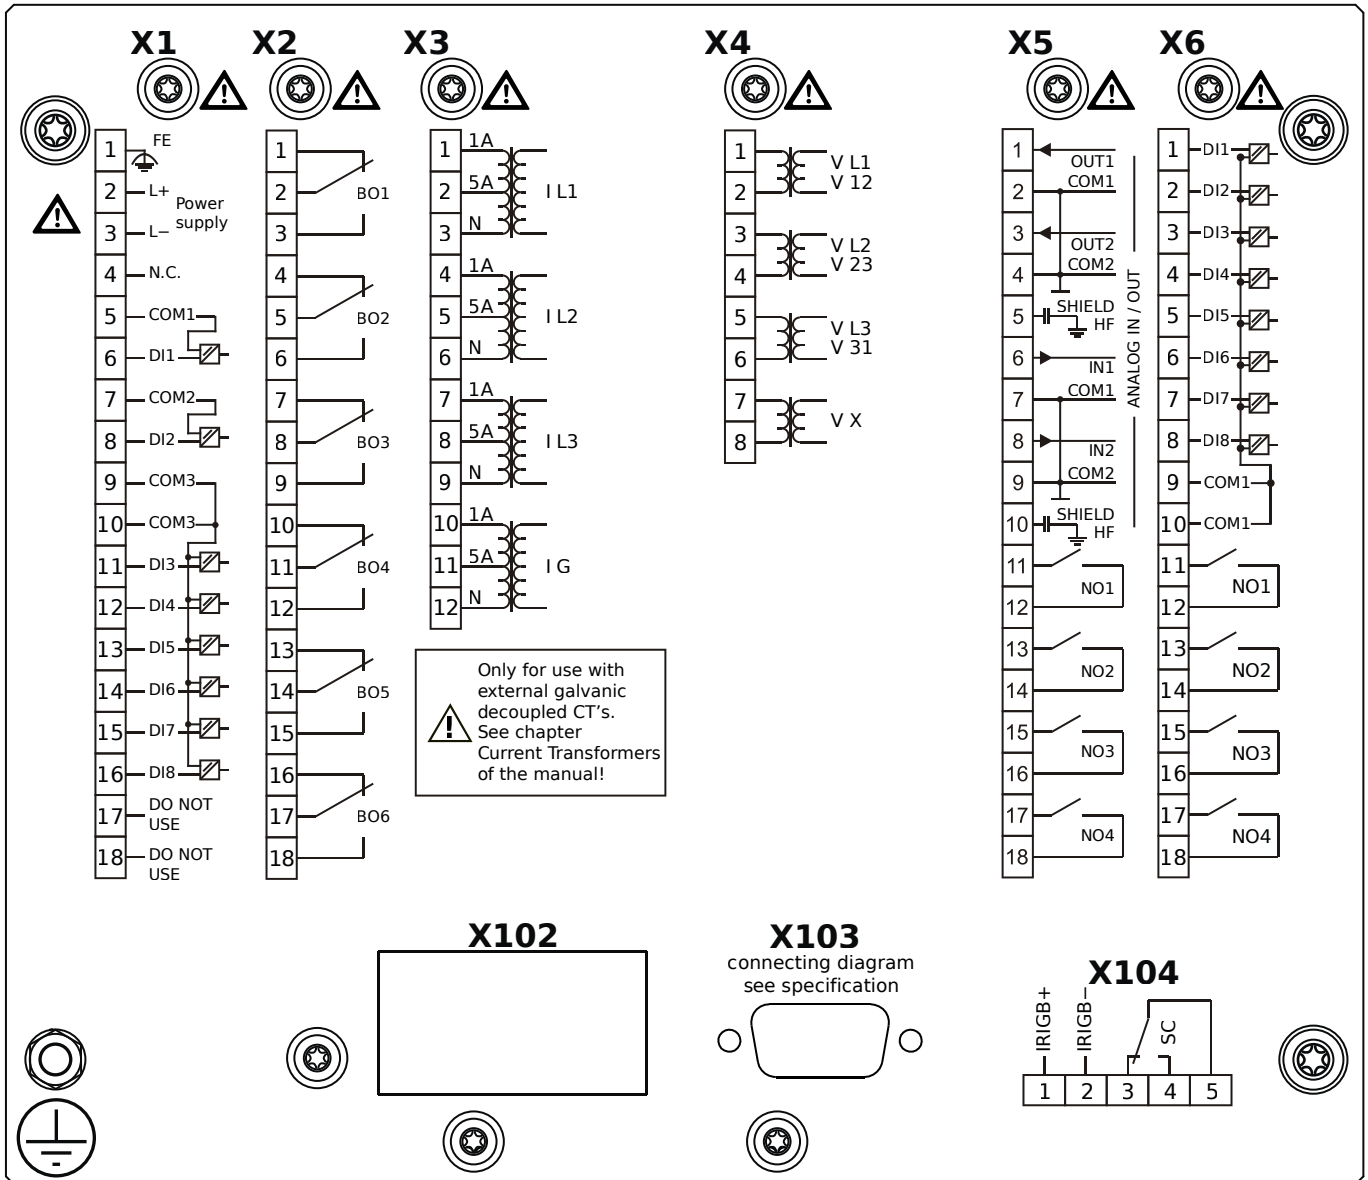 X1
X2
X3
X4
X5
X6
1 FE
2 L+
Power
supply
3 L−
4 N.C.
5 COM1
6 DI1
7 COM2
8 DI2
9 COM3
10 COM3
11 DI3
12 DI4
13 DI5
14 DI6
15 DI7
16 DI8
17 DO NOT
USE
18 DO NOT
USE
1
2 BO1
3
4
5 BO2
6
7
8 BO3
9
10
11 BO4
12
13
14 BO5
15
16
17 BO6
18
1 1A
2 5A I L1
3 N
4 1A
5 5A I L2
6 N
7 1A
8 5A I L3
9 N
10 1A
11 5A I G
12 N
Only for use with
external galvanic
decoupled CT's.
See chapter
Current Transformers
of the manual!
1 V L1
2 V 12
3 V L2
4 V 23
5 V L3
6 V 31
7 V X
8
1 OUT1
2 COM1
3 OUT2
4 COM2
5 SHIELD
HF
6 IN1
7 COM1
8 IN2
9 COM2
10 SHIELD
HF
ANALOG IN / OUT
11
NO1
12
13
NO2
14
15
NO3
16
17
NO4
18
1 DI1
2 DI2
3 DI3
4 DI4
5 DI5
6 DI6
7 DI7
8 DI8
9 COM1
10 COM1
11
NO1
12
13
NO2
14
15
NO3
16
17
NO4
18
X102
X103
connecting diagram
see specification
X104
IRIGB+
IRIGB−
SC
1 2 3 4 5